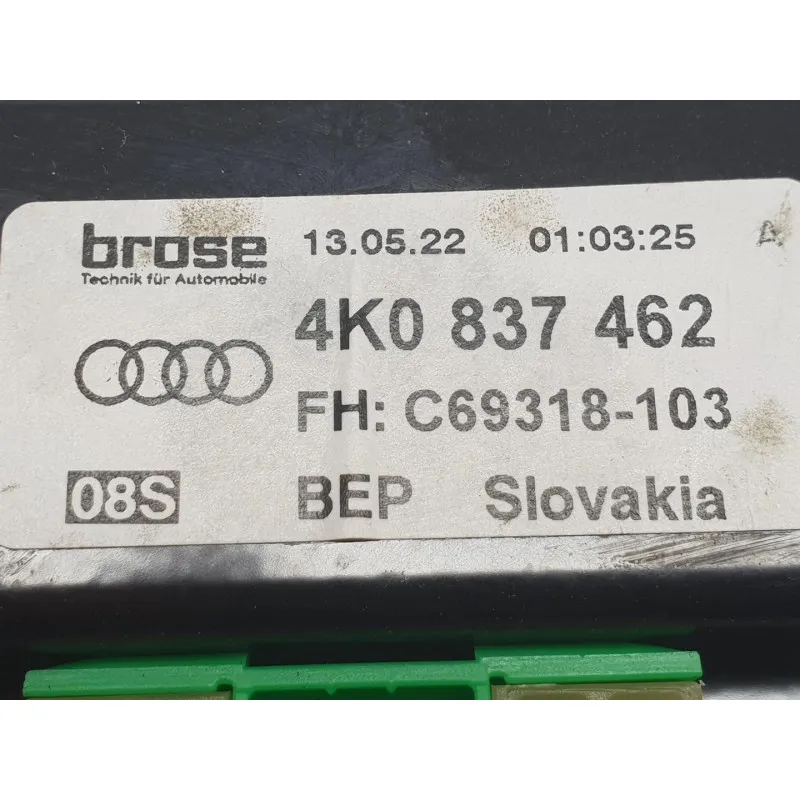 brose 13.05.22 01:03:25 A
Technik für Automobile
4K0 837 462
FH: C69318-103
08S BEP Slovakia